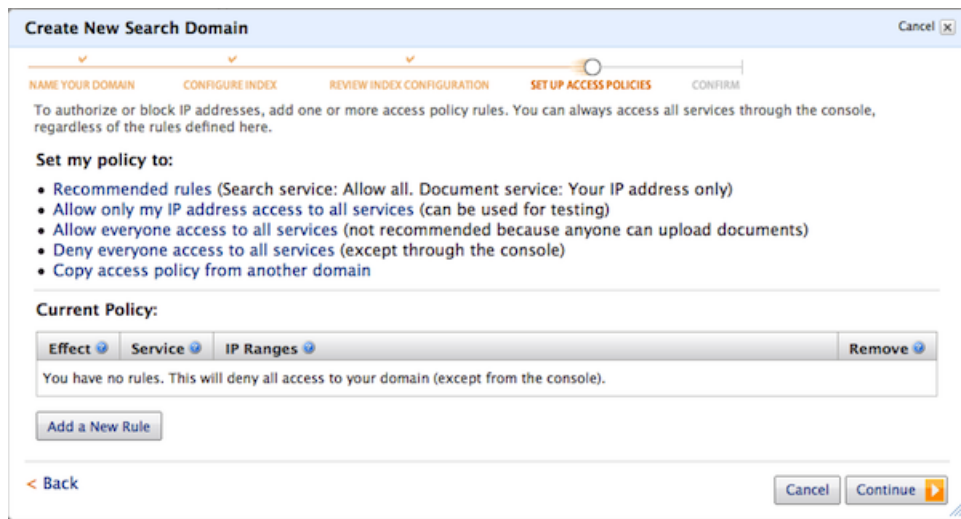 Create New Search Domain
Cancel
NAME YOUR DOMAIN
CONFIGURE INDEX
REVIEW INDEX CONFIGURATION
SET UP ACCESS POLICIES
CONFIRM
To authorize or block IP addresses, add one or more access policy rules. You can always access all services through the console,
regardless of the rules defined here.
Set my policy to:
• Recommended rules (Search service: Allow all. Document service: Your IP address only)
• Allow only my IP address access to all services (can be used for testing)
• Allow everyone access to all services (not recommended because anyone can upload documents)
• Deny everyone access to all services (except through the console)
• Copy access policy from another domain
Current Policy:
Effect Service IP Ranges Remove
You have no rules. This will deny all access to your domain (except from the console).
Add a New Rule
< Back
Cancel
Continue